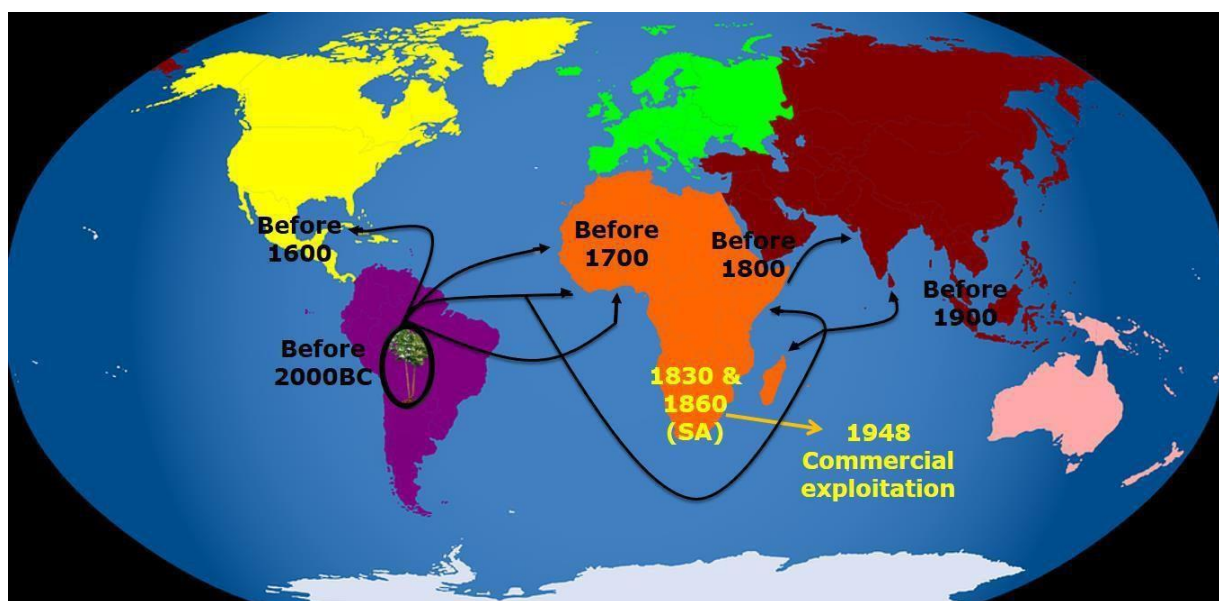 Before
1600
Before
1700
Before
1800
Before
1900
Before
2000BC
1830 &
1860
(SA)
1948
Commercial
exploitation